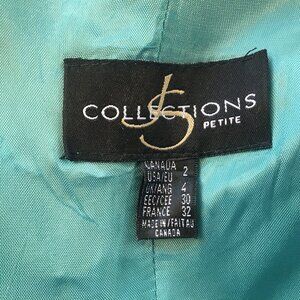 JS
COLLECTIONS
PETITE
CANADA 2
USA/EU 4
UK/ANG 4
EEC/CEE 30
FRANCE 32
MADE IN/FAIT AU
CANADA